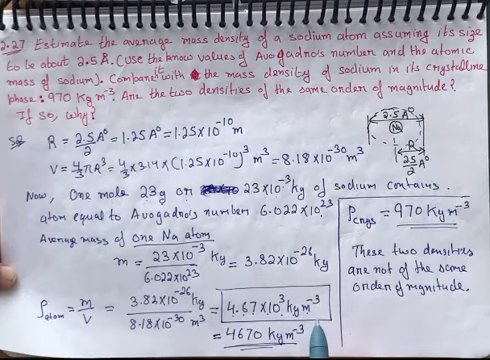 2.27 Estimate the average mass density of a sodium atom assuming its size
to be about 2.5 Å. (Use the know values of Avogadro's number and the atomic
mass of sodium). Compare it with the mass density of sodium in its crystalline
phase: 970 Kg m⁻³. Are the two densities of the same order of magnitude?
If so, why?
Sol R = 2.5A°/2 = 1.25 A° = 1.25×10⁻¹⁰ m
V = 4/3 πR³ = 4/3 × 3.14 × (1.25×10⁻¹⁰)³ m³ = 8.18×10⁻³⁰ m³
2.5A°
Na
R
2.5/2 A°
Now, One mole 23g or 23×10⁻³ Kg of sodium contains
atom equal to Avogadro's number 6.022×10²³
Average mass of one Na atom
m = 23×10⁻³/6.022×10²³ Kg = 3.82×10⁻²⁶ Kg
ρatom = m/V = 3.82×10⁻²⁶ Kg/8.18×10⁻³⁰ m³ = 4.67×10³ Kg m⁻³
= 4670 Kg m⁻³
ρcrys = 970 Kg m⁻³
These two densities
are not of the same
order of magnitude.